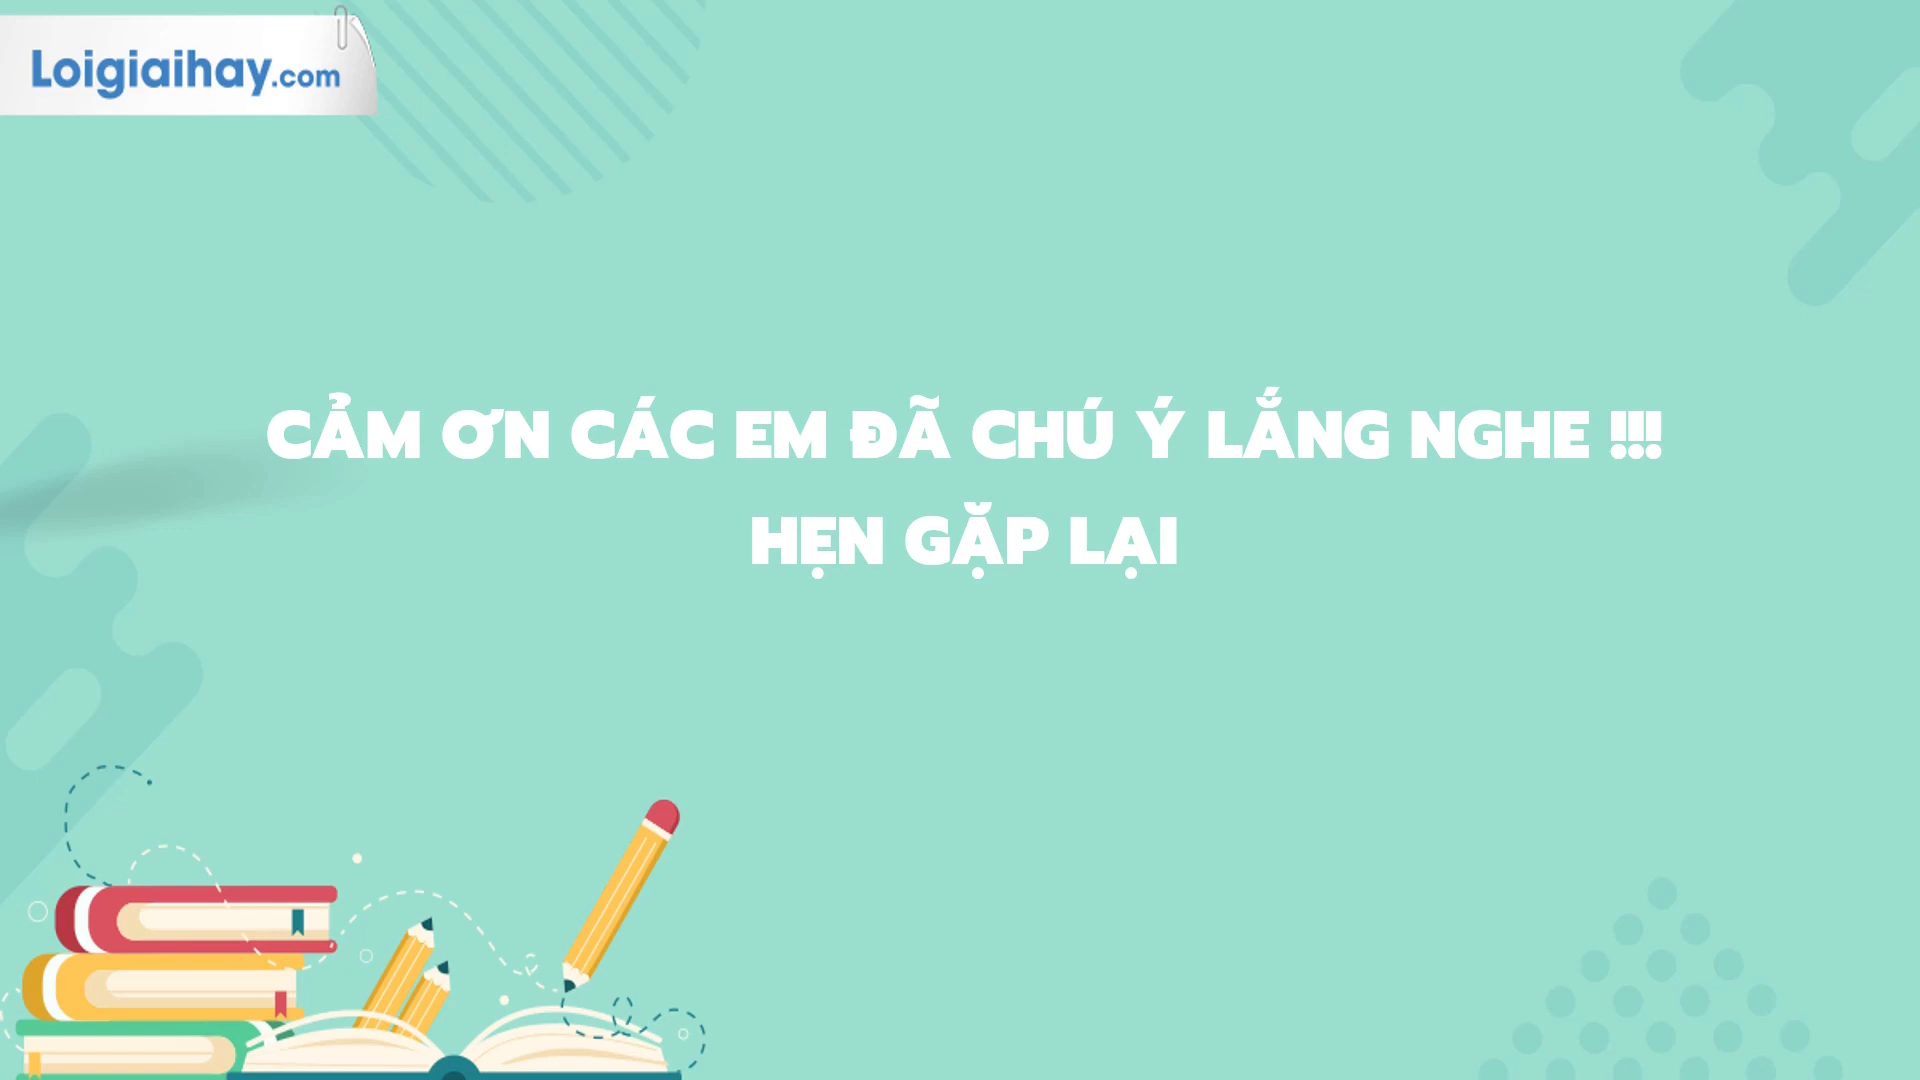 Loigiaihay.com
CẢM ƠN CÁC EM ĐÃ CHÚ Ý LẮNG NGHE !!!
HẸN GẶP LẠI